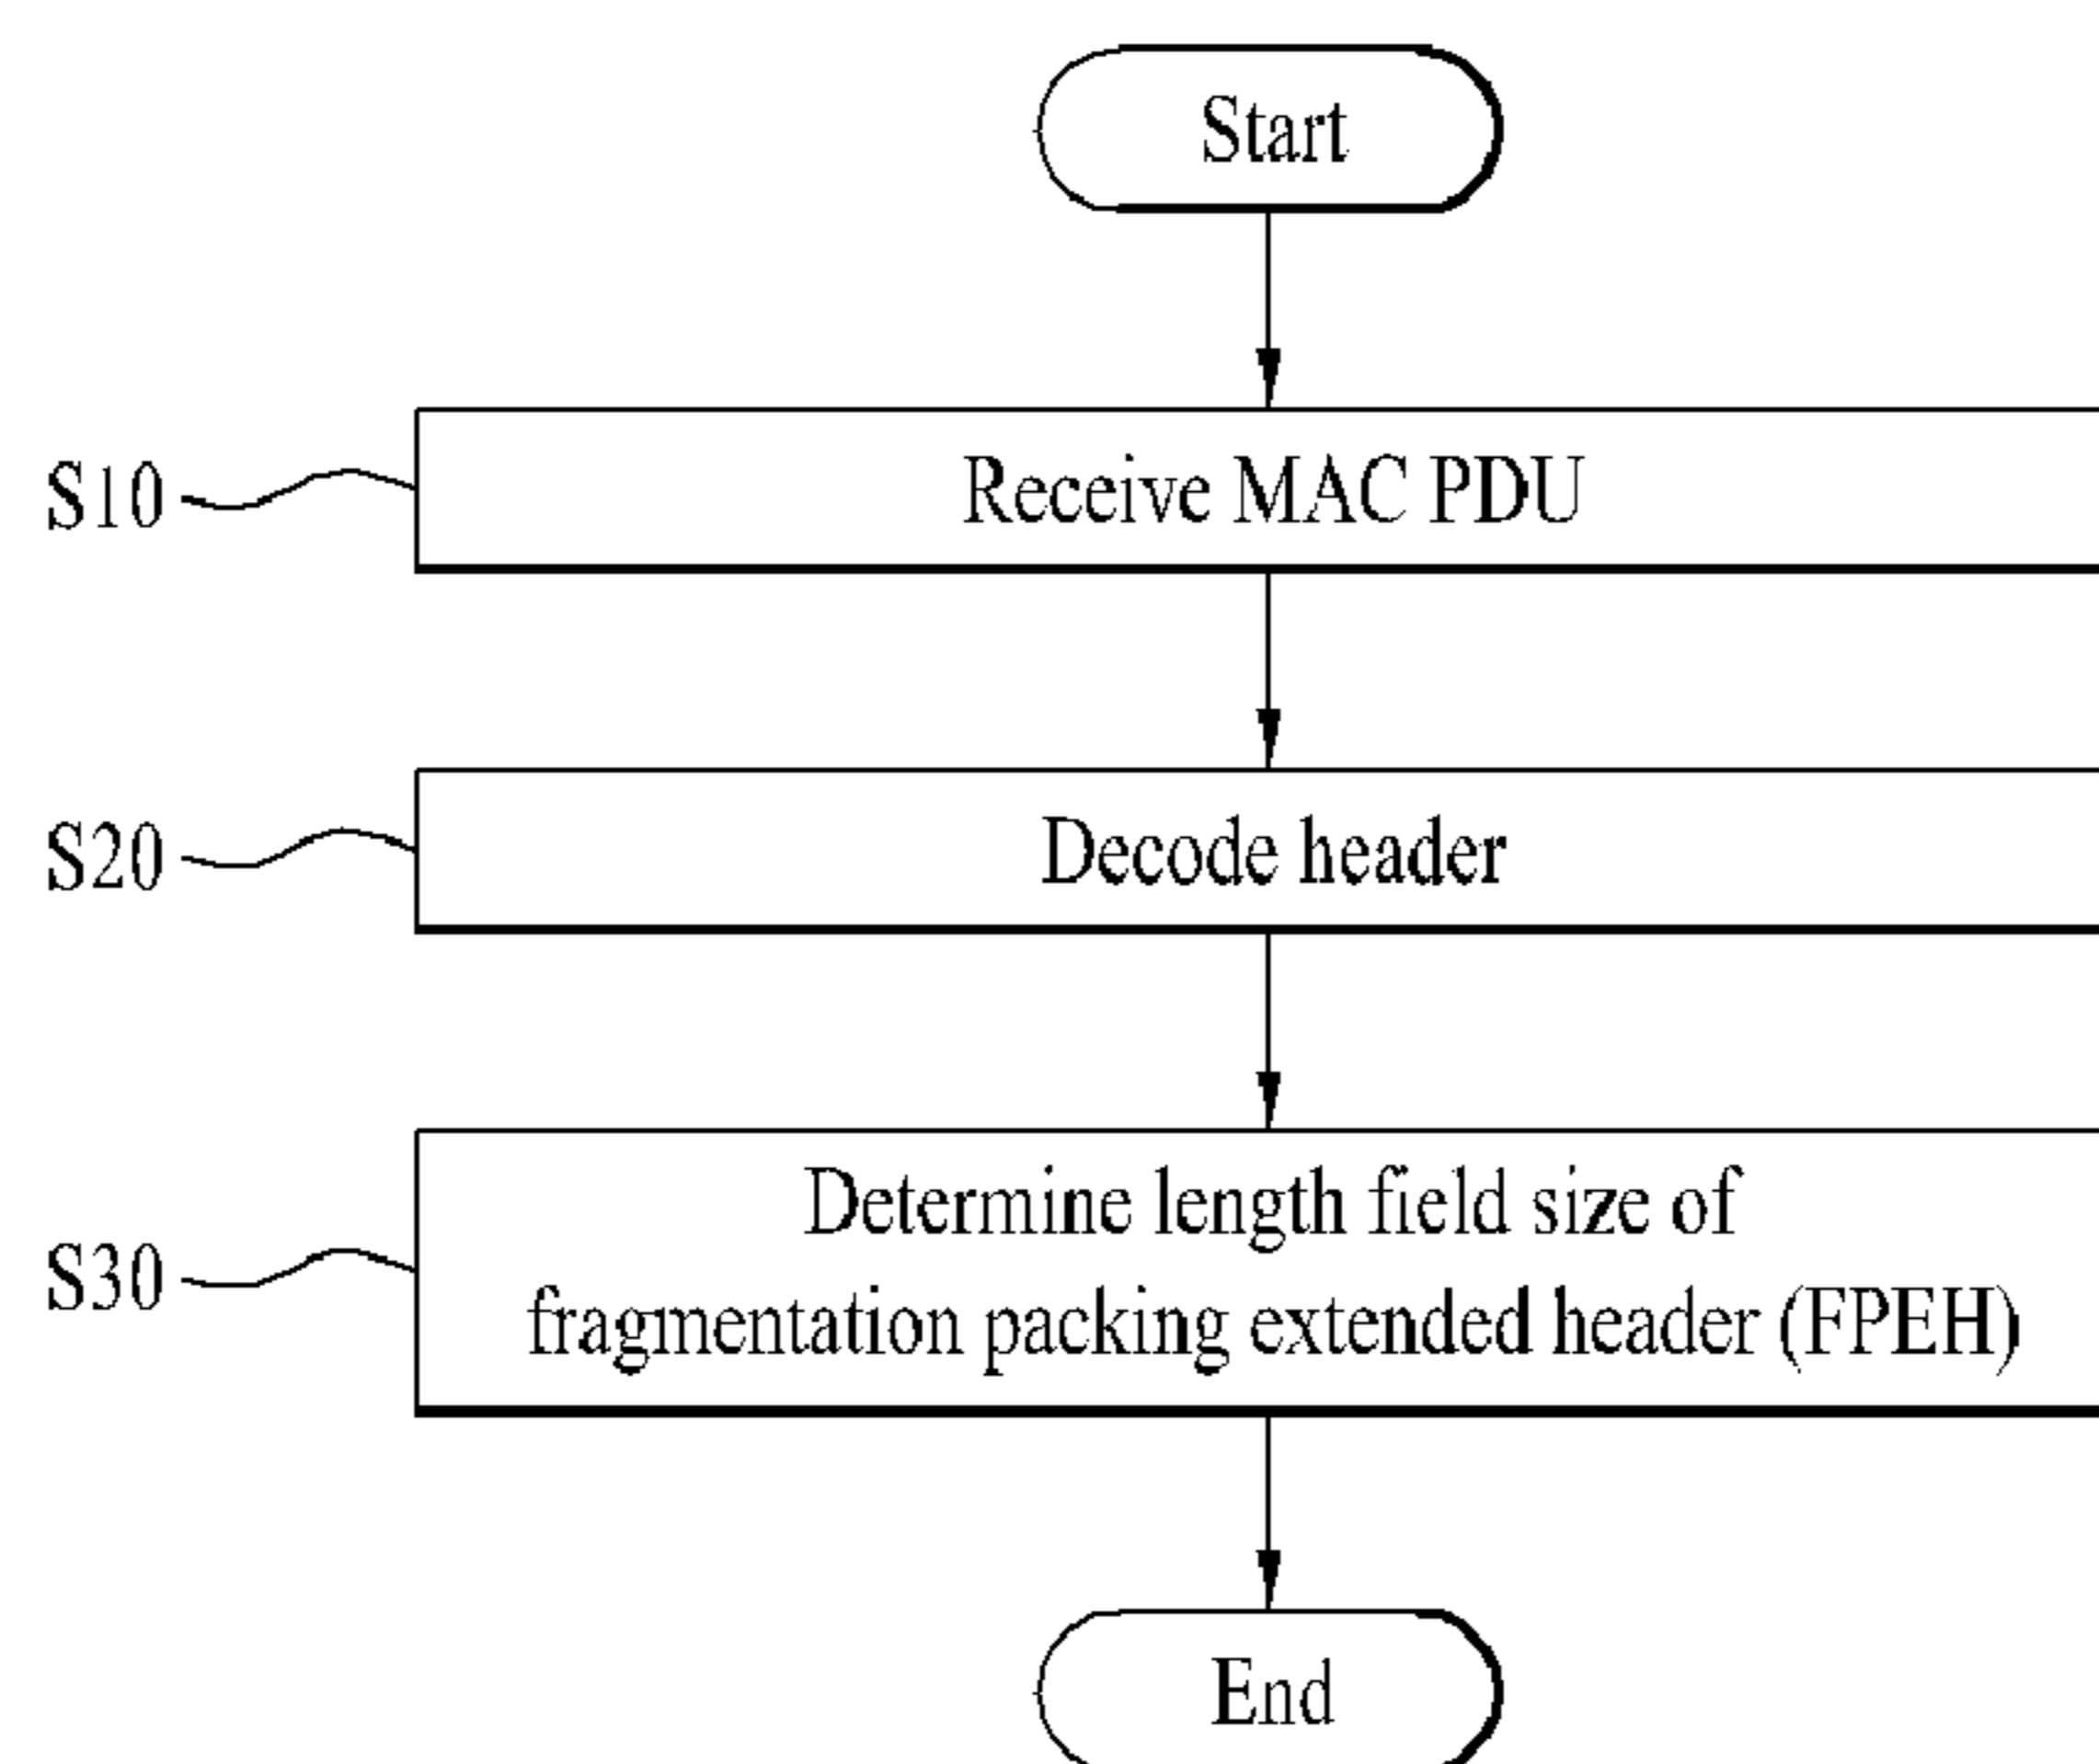 Start
S10
Receive MAC PDU
S20
Decode header
S30
Determine length field size of
fragmentation packing extended header (FPEH)
End